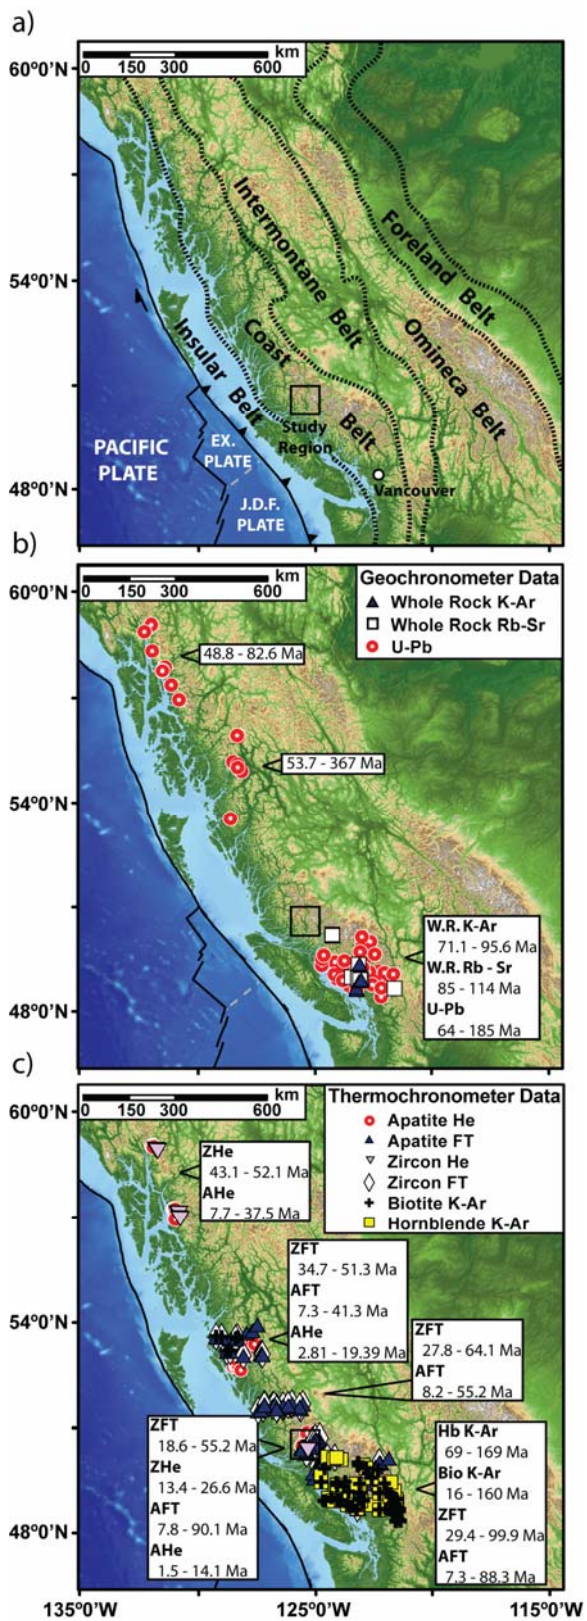 a)
km
0 150 300 600
60°0'N
54°0'N
48°0'N
Foreland Belt
Intermontane Belt
Omineca Belt
Insular Belt
Coast Belt
Study Region
Vancouver
PACIFIC PLATE
EX. PLATE
J.D.F. PLATE
b)
km
0 150 300 600
Geochronometer Data
Whole Rock K-Ar
Whole Rock Rb-Sr
U-Pb
60°0'N
54°0'N
48°0'N
48.8 - 82.6 Ma
53.7 - 367 Ma
W.R. K-Ar
71.1 - 95.6 Ma
W.R. Rb - Sr
85 - 114 Ma
U-Pb
64 - 185 Ma
c)
km
0 150 300 600
Thermochronometer Data
Apatite He
Apatite FT
Zircon He
Zircon FT
Biotite K-Ar
Hornblende K-Ar
60°0'N
54°0'N
48°0'N
ZHe
43.1 - 52.1 Ma
AHe
7.7 - 37.5 Ma
ZFT
34.7 - 51.3 Ma
AFT
7.3 - 41.3 Ma
AHe
2.81 - 19.39 Ma
ZFT
27.8 - 64.1 Ma
AFT
8.2 - 55.2 Ma
ZFT
18.6 - 55.2 Ma
ZHe
13.4 - 26.6 Ma
AFT
7.8 - 90.1 Ma
AHe
1.5 - 14.1 Ma
Hb K-Ar
69 - 169 Ma
Bio K-Ar
16 - 160 Ma
ZFT
29.4 - 99.9 Ma
AFT
7.3 - 88.3 Ma
135°0'W 125°0'W 115°0'W